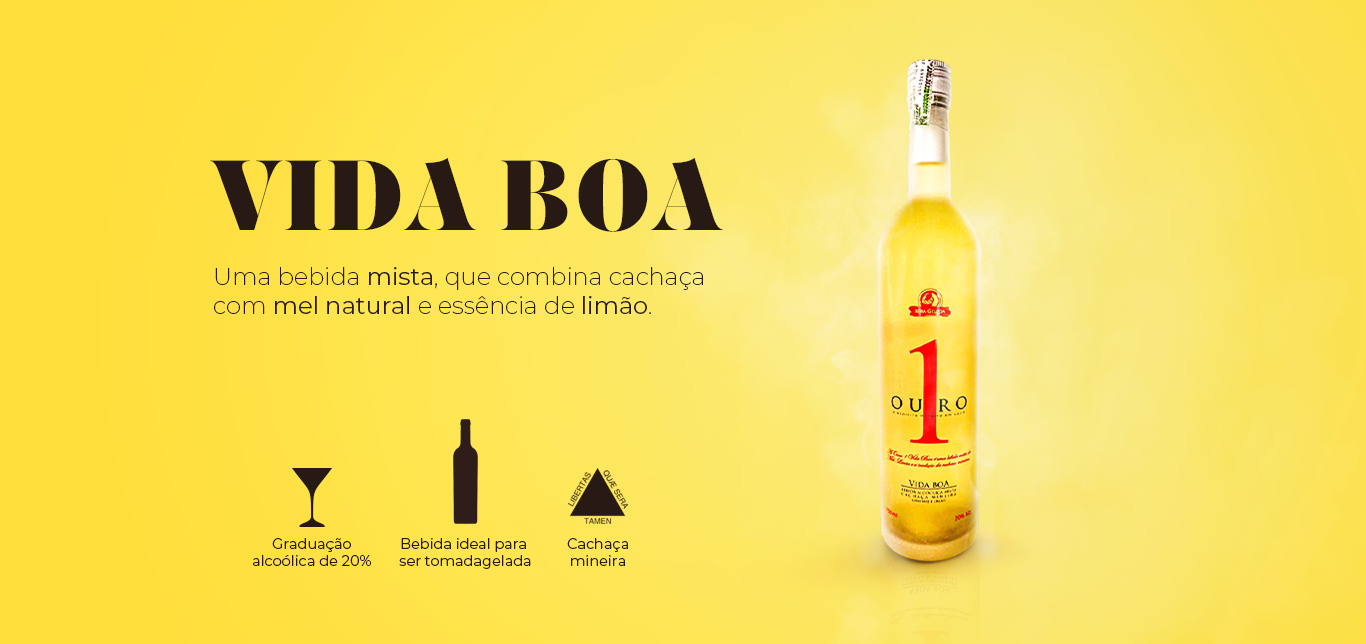 VIDA BOA
Uma bebida mista, que combina cachaça
com mel natural e essência de limão.
Graduação
alcoólica de 20%
Bebida ideal para
ser tomadagelada
LIBERTAS QUÆ SERA
TAMEN
Cachaça
mineira
1
OURO
VIDA BOA